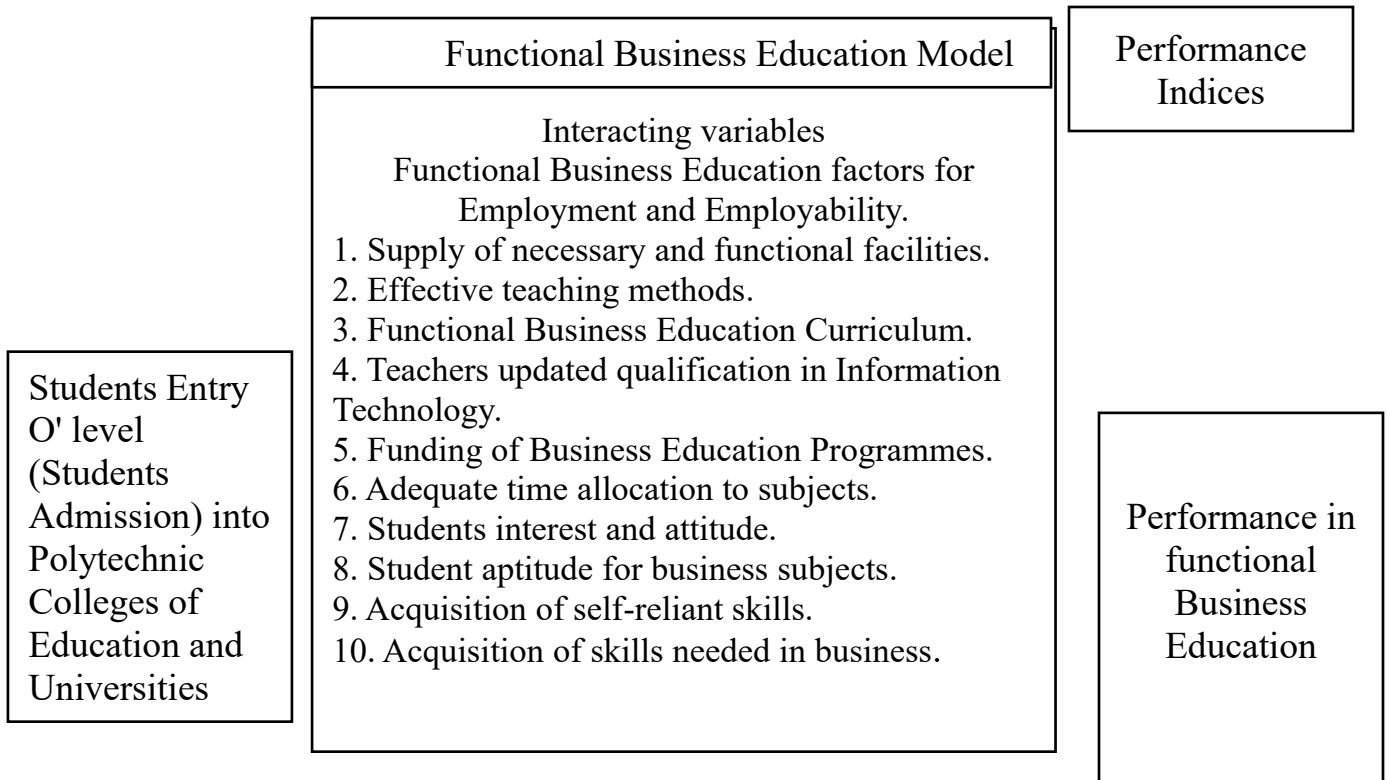 Functional Business Education Model
Performance
Indices
Interacting variables
Functional Business Education factors for
Employment and Employability.
1. Supply of necessary and functional facilities.
2. Effective teaching methods.
3. Functional Business Education Curriculum.
4. Teachers updated qualification in Information
Technology.
5. Funding of Business Education Programmes.
6. Adequate time allocation to subjects.
7. Students interest and attitude.
8. Student aptitude for business subjects.
9. Acquisition of self-reliant skills.
10. Acquisition of skills needed in business.
Students Entry
O' level
(Students
Admission) into
Polytechnic
Colleges of
Education and
Universities
Performance in
functional
Business
Education